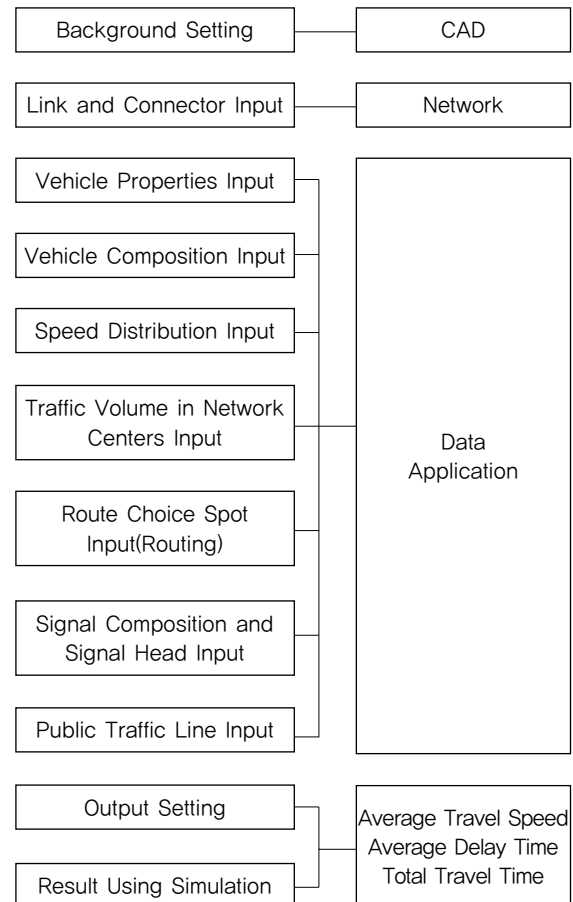 Background Setting
CAD
Link and Connector Input
Network
Vehicle Properties Input
Vehicle Composition Input
Speed Distribution Input
Traffic Volume in Network
Centers Input
Route Choice Spot
Input(Routing)
Signal Composition and
Signal Head Input
Public Traffic Line Input
Data
Application
Output Setting
Result Using Simulation
Average Travel Speed
Average Delay Time
Total Travel Time